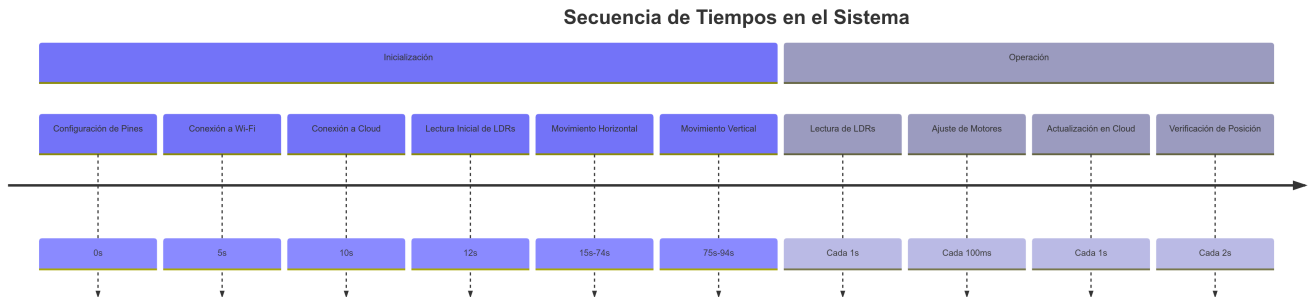 Secuencia de Tiempos en el Sistema
Inicialización
Operación
Configuración de Pines
Conexión a Wi-Fi
Conexión a Cloud
Lectura Inicial de LDRs
Movimiento Horizontal
Movimiento Vertical
Lectura de LDRs
Ajuste de Motores
Actualización en Cloud
Verificación de Posición
0s
5s
10s
12s
15s-74s
75s-94s
Cada 1s
Cada 100ms
Cada 1s
Cada 2s